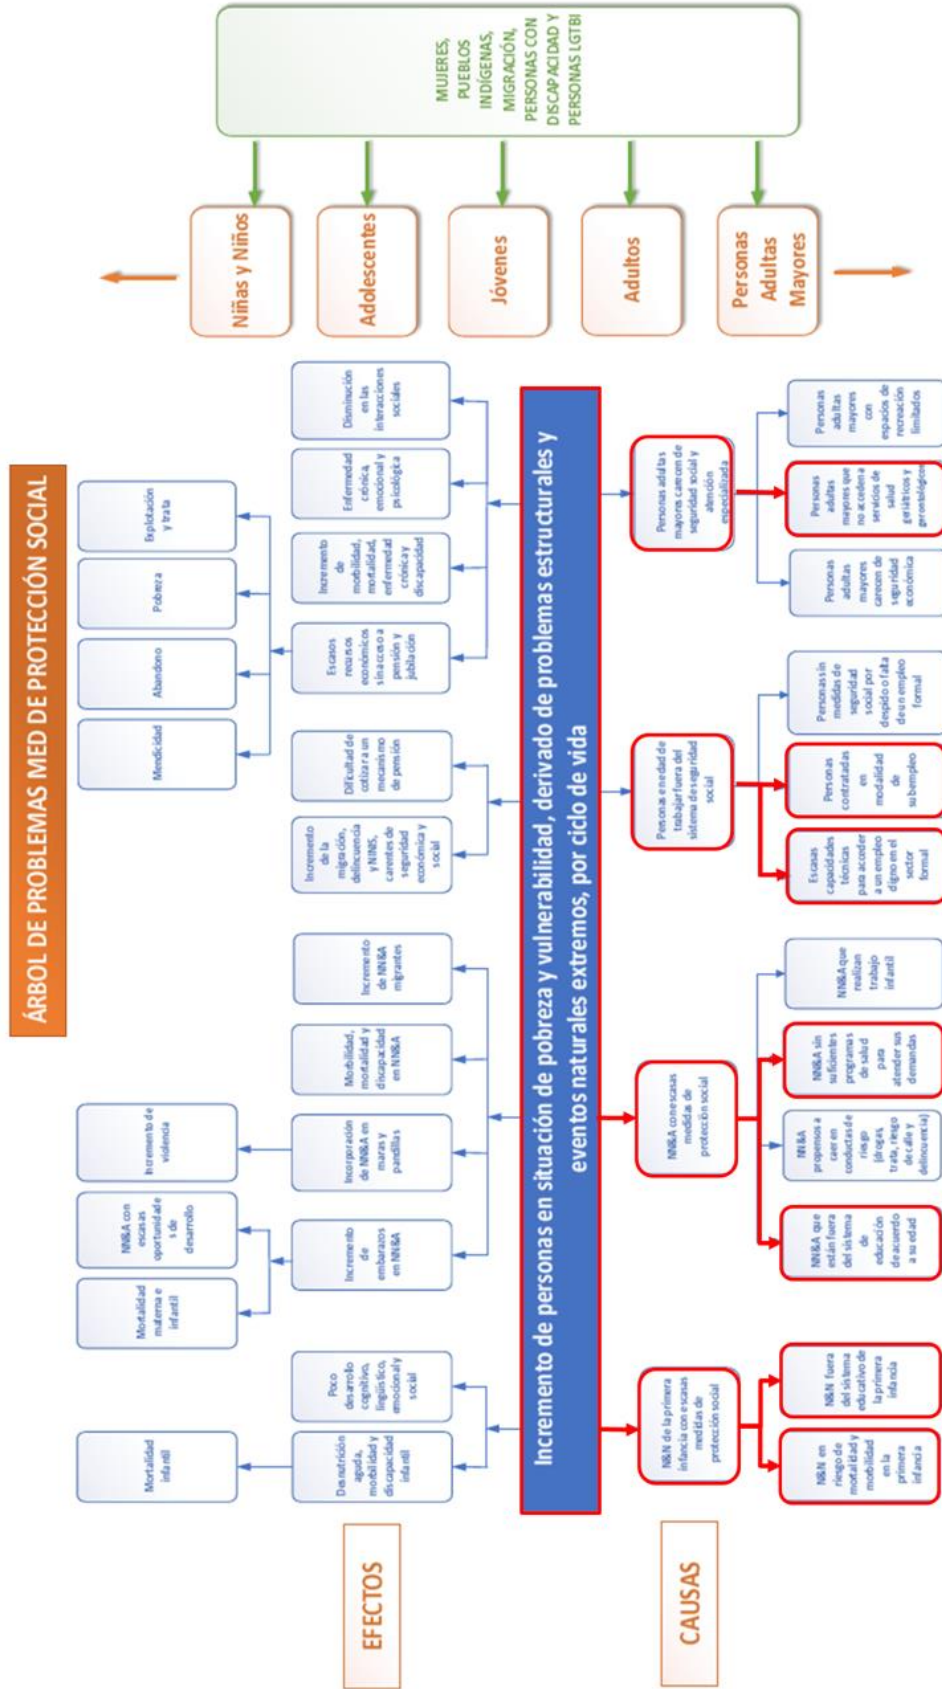 ÁRBOL DE PROBLEMAS MED DE PROTECCIÓN SOCIAL
EFECTOS
Mortalidad
infantil
Mortalidad
materna e
infantil
NN&A con
escasas
oportunidade
s de
desarrollo
Incremento de
violencia
Mendicidad
Abandono
Pobreza
Explotación
y trata
Desnutrición
aguda,
morbilidad y
discapacidad
infantil
Poco
desarrollo
cognitivo,
lingüístico,
emocional y
social
Incremento
de
embarazos
en NN&A
Incorporación
de NN&A en
maras y
pandillas
Morbilidad,
mortalidad y
discapacidad
en NN&A
Incremento
de NN&A
migrantes
Incremento
de la
migración,
delincuencia
y NINIS,
carentes de
seguridad
económica y
social
Dificultad de
cotizar a un
mecanismo
de pensión
Escasos
recursos
económicos
sin acceso a
pensión y
jubilación
Incremento
de
morbilidad,
mortalidad,
enfermedad
crónica y
discapacidad
Enfermedad
crónica,
emocional y
psicológica
Disminución
en las
interacciones
sociales
Incremento de personas en situación de pobreza y vulnerabilidad, derivado de problemas estructurales y
eventos naturales extremos, por ciclo de vida
CAUSAS
N&N de la primera
infancia con escasas
medidas de
protección social
NN&A con escasas
medidas de
protección social
Personas en edad de
trabajar fuera del
sistema de seguridad
social
Personas adultas
mayores carecen de
seguridad social y
atención
especializada
N&N en
riesgo de
mortalidad y
morbilidad
en la
primera
infancia
N&N fuera
del sistema
educativo de
la primera
infancia
NN&A que
están fuera
del sistema
de
educación
de acuerdo
a su edad
NN&A
propensos a
caer en
conductas de
riesgo
(drogas,
trata, riesgo
de calle y
delincuencia)
NN&A sin
suficientes
programas
de salud
para
atender sus
demandas
NN&A que
realizan
trabajo
infantil
Escasas
capacidades
técnicas
para acceder
a un empleo
digno en el
sector
formal
Personas
contratadas
en
modalidad
de
subempleo
Personas sin
medidas de
seguridad
social por
despido o falta
de un empleo
formal
Personas
adultas
mayores
carecen de
seguridad
económica
Personas
adultas
mayores que
no acceden a
servicios de
salud
geriátricos y
gerontológicos
Personas
adultas
mayores
con
espacios de
recreación
limitados
Niñas y Niños
Adolescentes
Jóvenes
Adultos
Personas
Adultas
Mayores
MUJERES,
PUEBLOS
INDÍGENAS,
MIGRACIÓN,
PERSONAS CON
DISCAPACIDAD Y
PERSONAS LGTBI